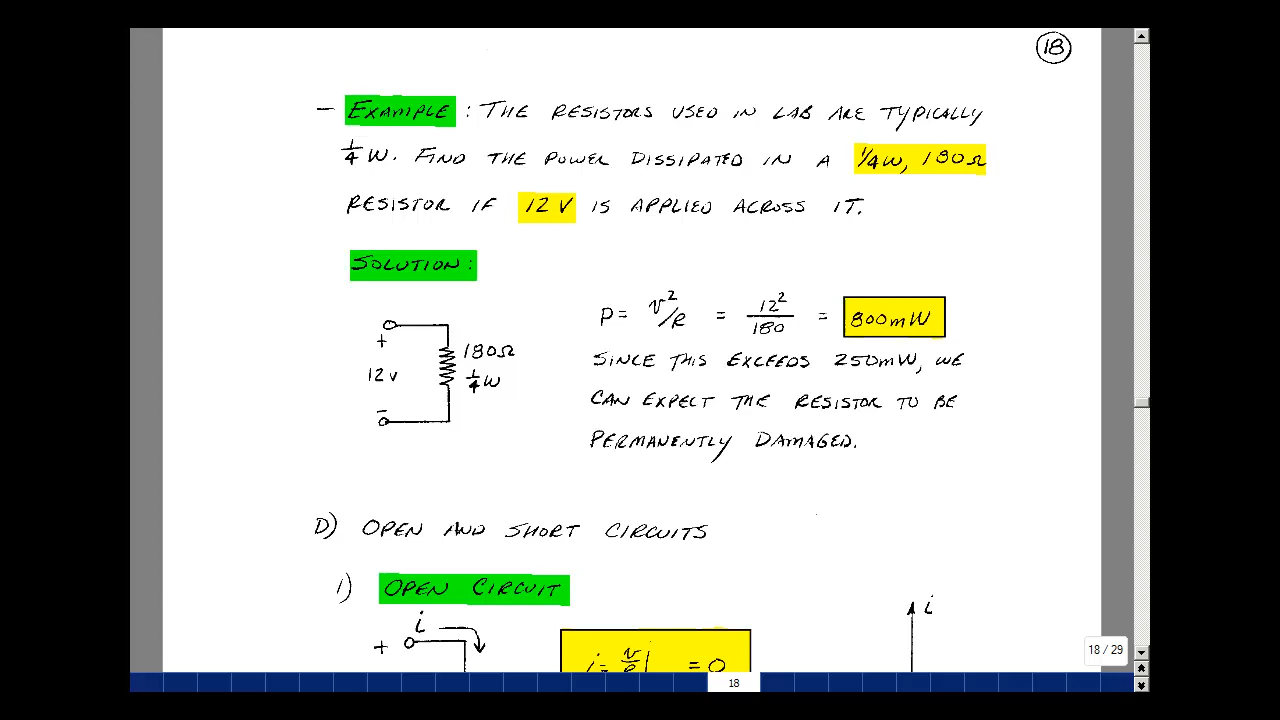 18
- EXAMPLE: THE RESISTORS USED IN LAB ARE TYPICALLY
1/4 W. FIND THE POWER DISSIPATED IN A 1/4W, 180Ω
RESISTOR IF 12 V IS APPLIED ACROSS IT.
SOLUTION:
P = v²/R = 12²/180 = 800mW
+
12 V
-
180Ω
1/4 W
SINCE THIS EXCEEDS 250mW, WE
CAN EXPECT THE RESISTOR TO BE
PERMANENTLY DAMAGED.
D) OPEN AND SHORT CIRCUITS
1) OPEN CIRCUIT
i
+
= 0
i
18 / 29
18